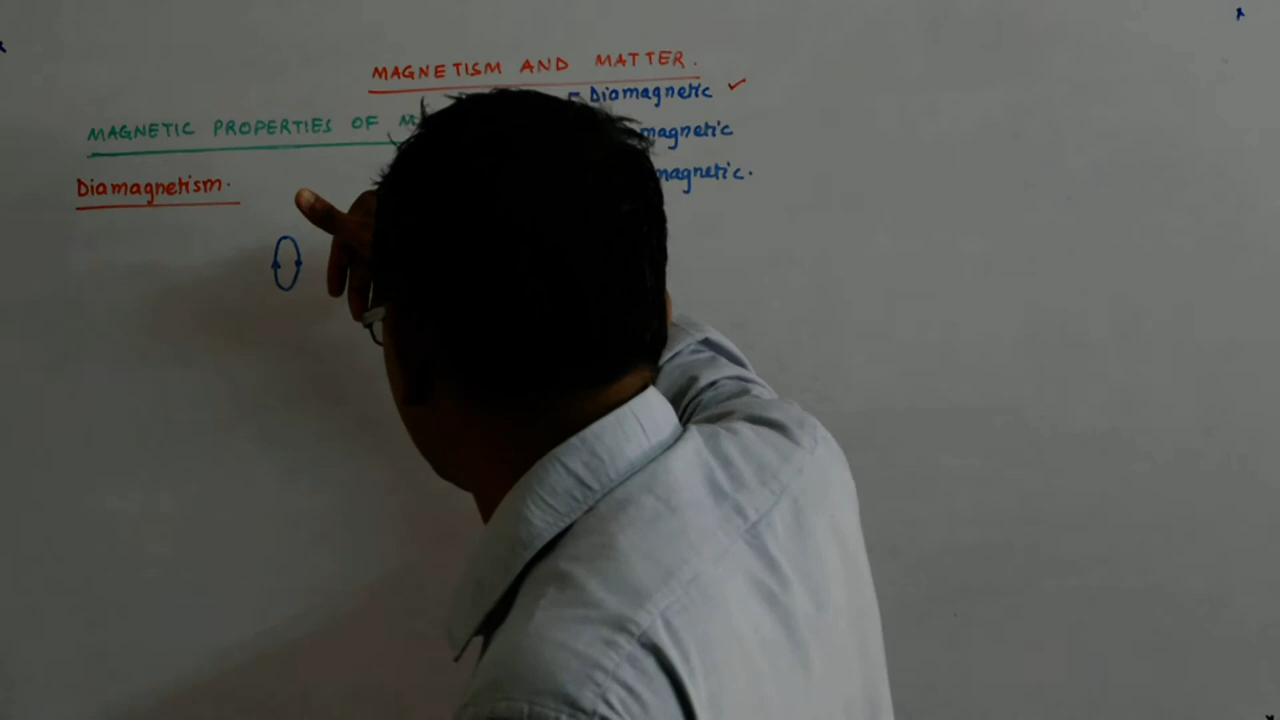 MAGNETISM AND MATTER.
- Diamagnetic ✓
MAGNETIC PROPERTIES OF M
magnetic
magnetic.
Diamagnetism.